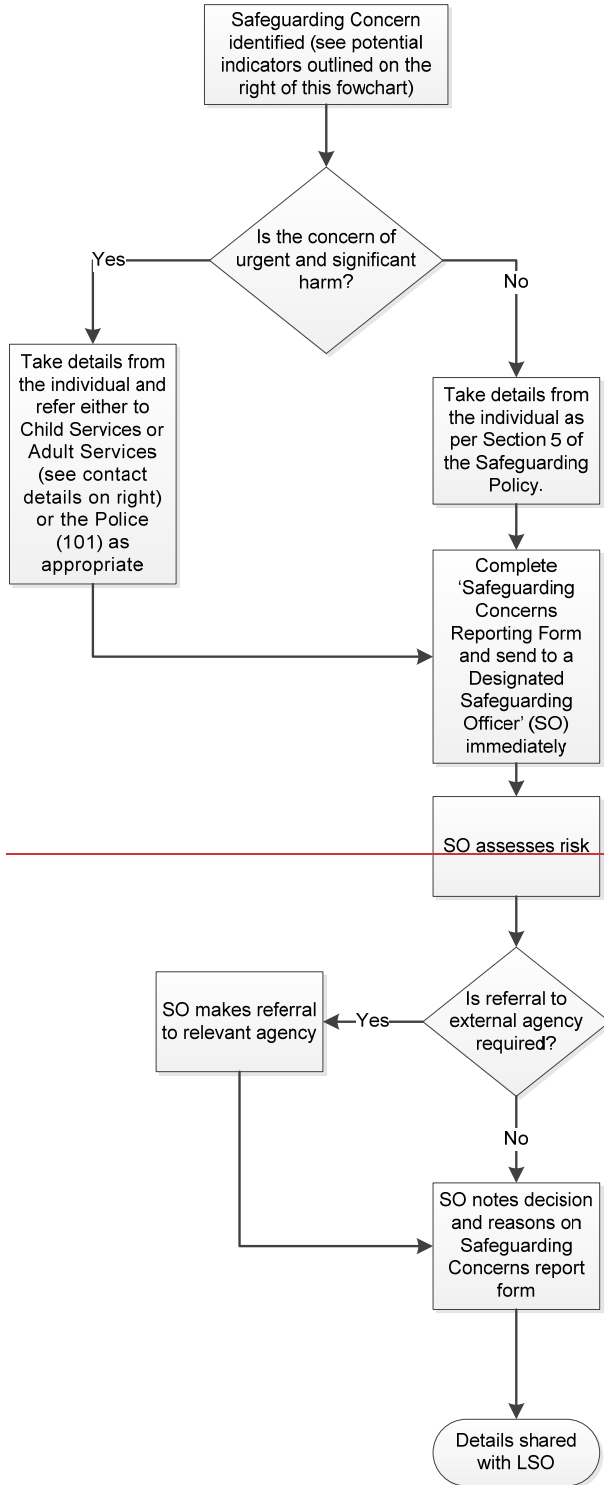 Safeguarding Concern
identified (see potential
indicators outlined on the
right of this fowchart)
Is the concern of
urgent and significant
harm?
Yes
No
Take details from
the individual and
refer either to
Child Services or
Adult Services
(see contact
details on right)
or the Police
(101) as
appropriate
Take details from
the individual as
per Section 5 of
the Safeguarding
Policy.
Complete
‘Safeguarding
Concerns
Reporting Form
and send to a
Designated
Safeguarding
Officer’ (SO)
immediately
SO assesses risk
Is referral to
external agency
required?
Yes
SO makes referral
to relevant agency
No
SO notes decision
and reasons on
Safeguarding
Concerns report
form
Details shared
with LSO